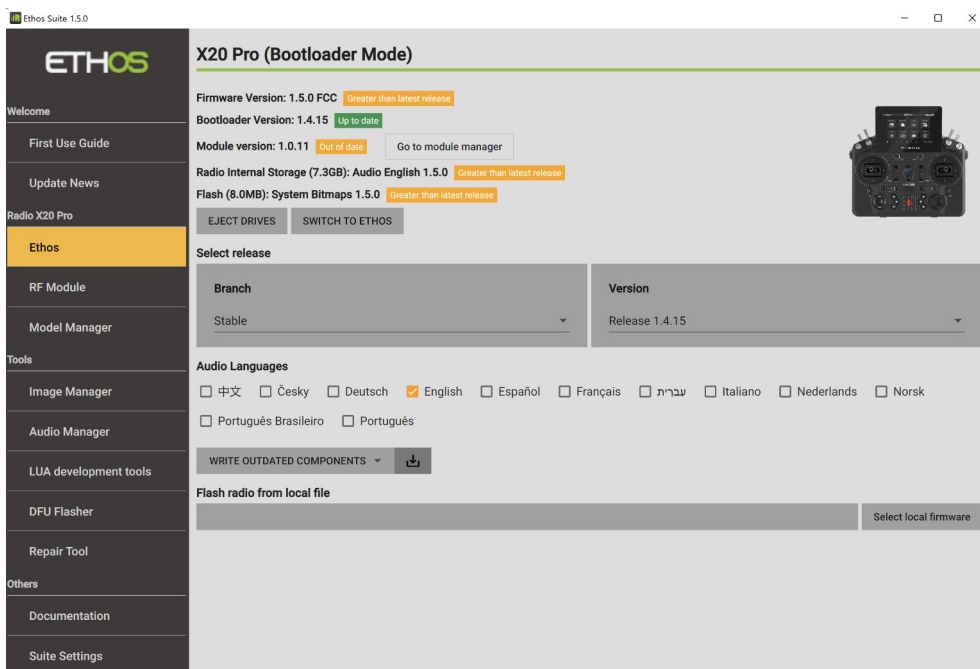 Ethos Suite 1.5.0
ETHOS
Welcome
First Use Guide
Update News
Radio X20 Pro
Ethos
RF Module
Model Manager
Tools
Image Manager
Audio Manager
LUA development tools
DFU Flasher
Repair Tool
Others
Documentation
Suite Settings
X20 Pro (Bootloader Mode)
Firmware Version: 1.5.0 FCC Greater than latest release
Bootloader Version: 1.4.15 Up to date
Module version: 1.0.11 Out of date Go to module manager
Radio Internal Storage (7.3GB): Audio English 1.5.0 Greater than latest release
Flash (8.0MB): System Bitmaps 1.5.0 Greater than latest release
EJECT DRIVES SWITCH TO ETHOS
Select release
Branch
Stable
Version
Release 1.4.15
Audio Languages
中文 Česky Deutsch English Español Français עברית Italiano Nederlands Norsk
Português Brasileiro Português
WRITE OUTDATED COMPONENTS
Flash radio from local file
Select local firmware